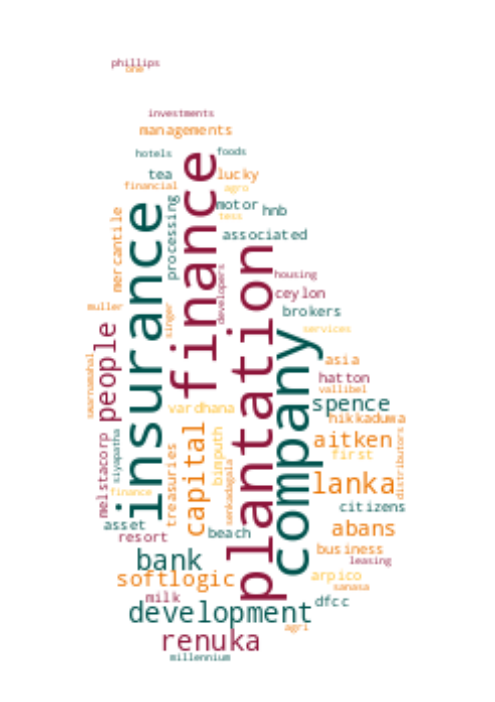 phillips
one
investments
managements
hotels
foods
tea
lucky
financial
agro
finance
insurance
processing
motor
hnb
tess
mercantile
associated
plantation
developers
housing
ceylon
muller
singer
brokers
company
services
people
asia
swarnamahal
hatton
vallibel
vardhana
spence
hikkaduwa
capital
aitken
melstacorp
siyapatha
treasuries
bimputh
first
distributors
senkadagala
lanka
finance
citizens
asset
beach
abans
resort
business
bank
leasing
softlogic
arpico
sanasa
milk
dfcc
development
agri
renuka
millennium